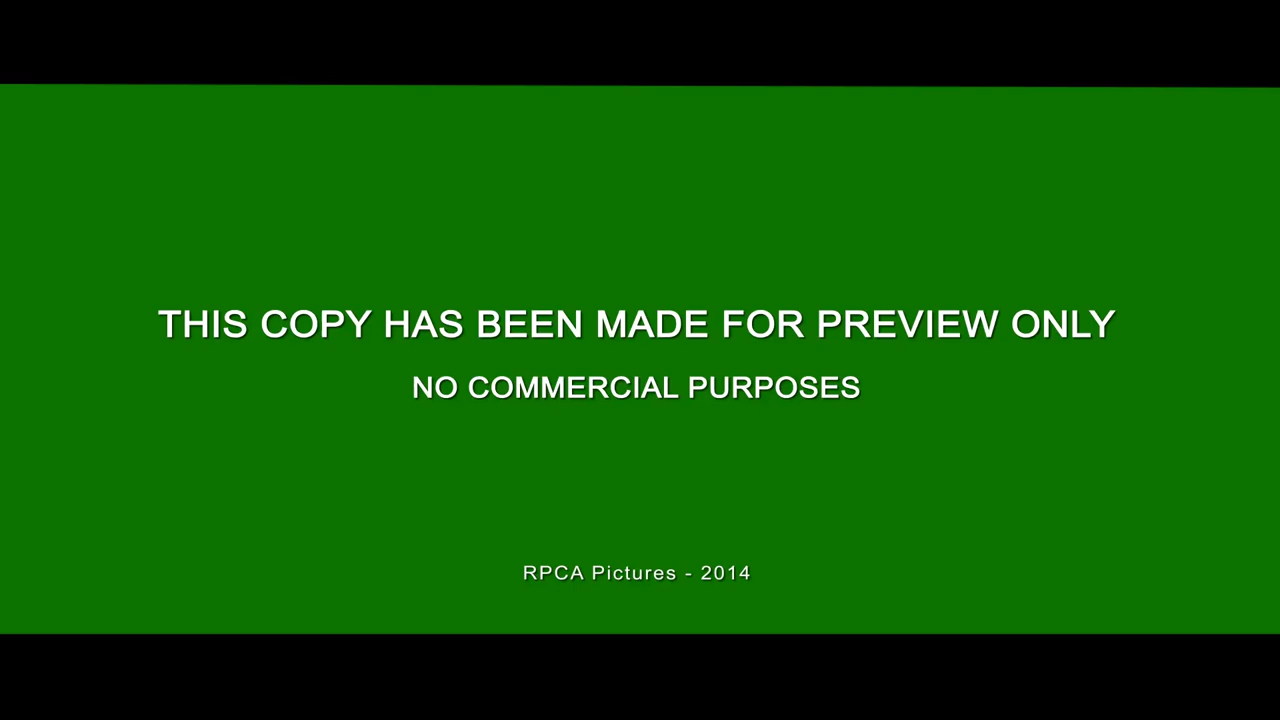 THIS COPY HAS BEEN MADE FOR PREVIEW ONLY
NO COMMERCIAL PURPOSES
RPCA Pictures - 2014